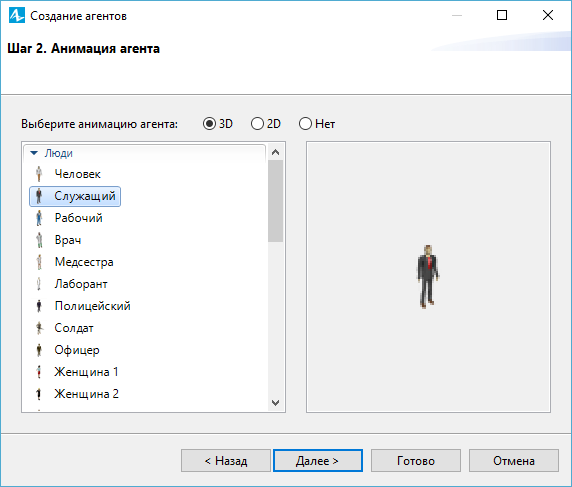 Создание агентов
Шаг 2. Анимация агента
Выберите анимацию агента: 3D 2D Нет
Люди
Человек
Служащий
Рабочий
Врач
Медсестра
Лаборант
Полицейский
Солдат
Офицер
Женщина 1
Женщина 2
< Назад Далее > Готово Отмена